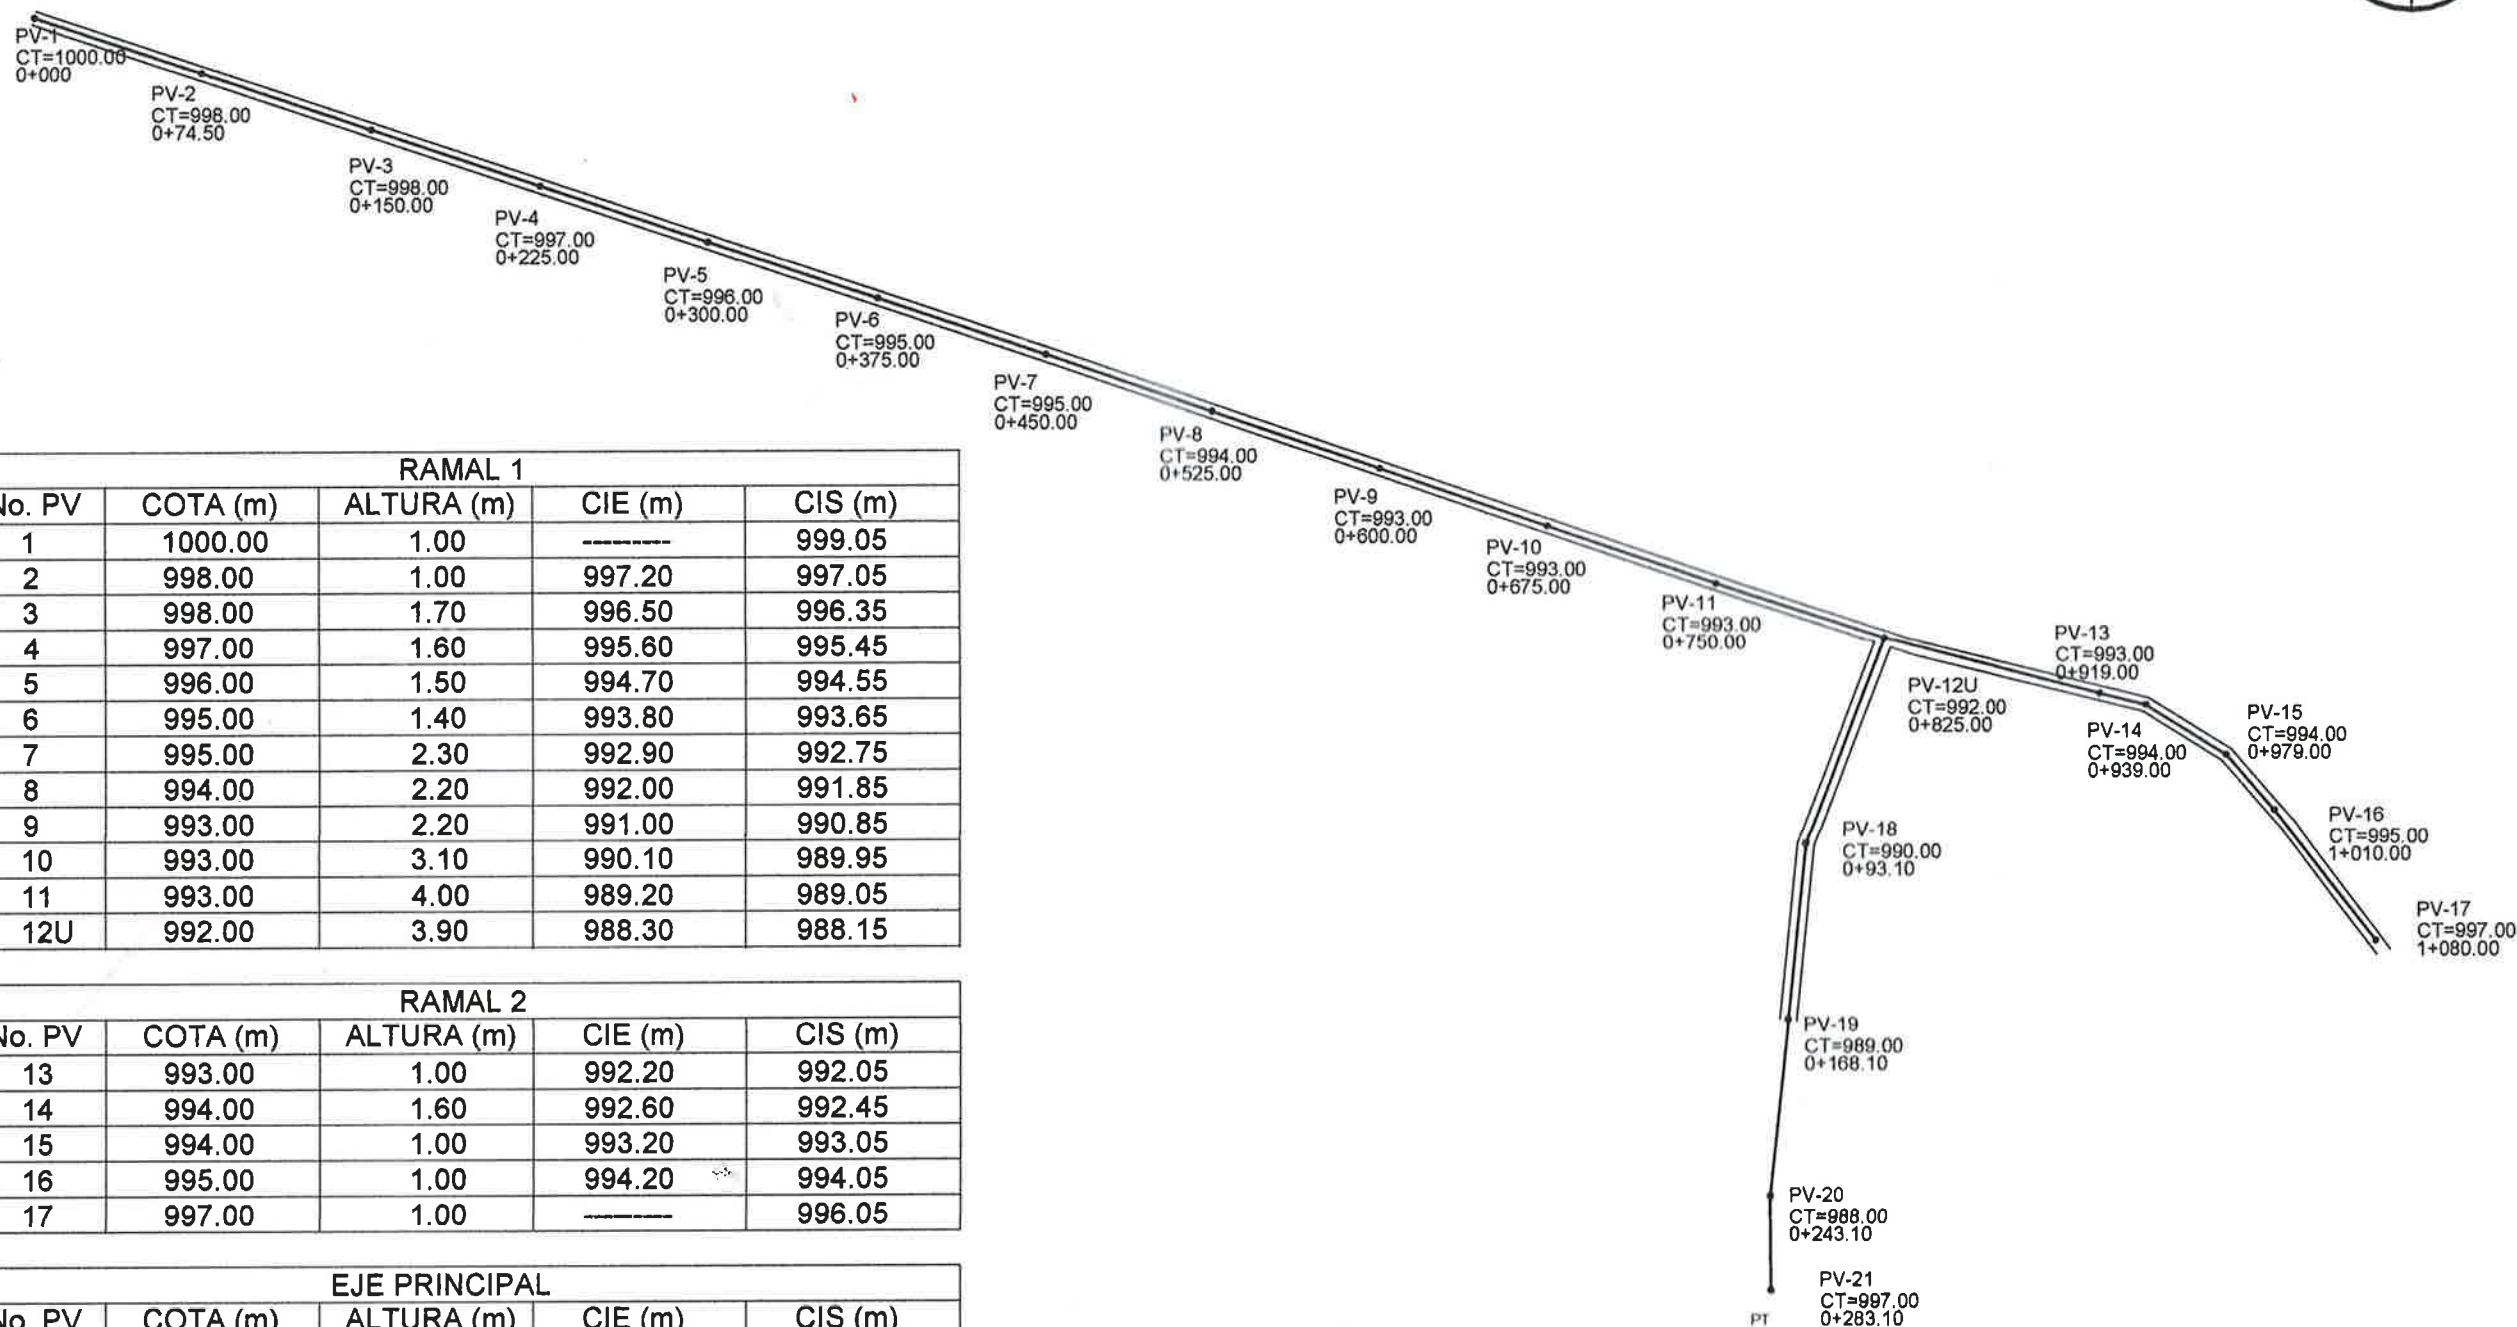 PV-1
CT=1000.00
0+000
PV-2
CT=998.00
0+74.50
PV-3
CT=998.00
0+150.00
PV-4
CT=997.00
0+225.00
PV-5
CT=996.00
0+300.00
PV-6
CT=995.00
0+375.00
PV-7
CT=995.00
0+450.00
PV-8
CT=994.00
0+525.00
PV-9
CT=993.00
0+600.00
PV-10
CT=993.00
0+675.00
PV-11
CT=993.00
0+750.00
PV-12U
CT=992.00
0+825.00
PV-13
CT=993.00
0+919.00
PV-14
CT=994.00
0+939.00
PV-15
CT=994.00
0+979.00
PV-16
CT=995.00
1+010.00
PV-17
CT=997.00
1+080.00
PV-18
CT=990.00
0+93.10
PV-19
CT=989.00
0+168.10
PV-20
CT=988.00
0+243.10
PV-21
CT=997.00
0+283.10
PT
RAMAL 1
No. PV COTA (m) ALTURA (m) CIE (m) CIS (m)
1 1000.00 1.00 --------- 999.05
2 998.00 1.00 997.20 997.05
3 998.00 1.70 996.50 996.35
4 997.00 1.60 995.60 995.45
5 996.00 1.50 994.70 994.55
6 995.00 1.40 993.80 993.65
7 995.00 2.30 992.90 992.75
8 994.00 2.20 992.00 991.85
9 993.00 2.20 991.00 990.85
10 993.00 3.10 990.10 989.95
11 993.00 4.00 989.20 989.05
12U 992.00 3.90 988.30 988.15
RAMAL 2
No. PV COTA (m) ALTURA (m) CIE (m) CIS (m)
13 993.00 1.00 992.20 992.05
14 994.00 1.60 992.60 992.45
15 994.00 1.00 993.20 993.05
16 995.00 1.00 994.20 994.05
17 997.00 1.00 --------- 996.05
EJE PRINCIPAL
No. PV COTA (m) ALTURA (m) CIE (m) CIS (m)